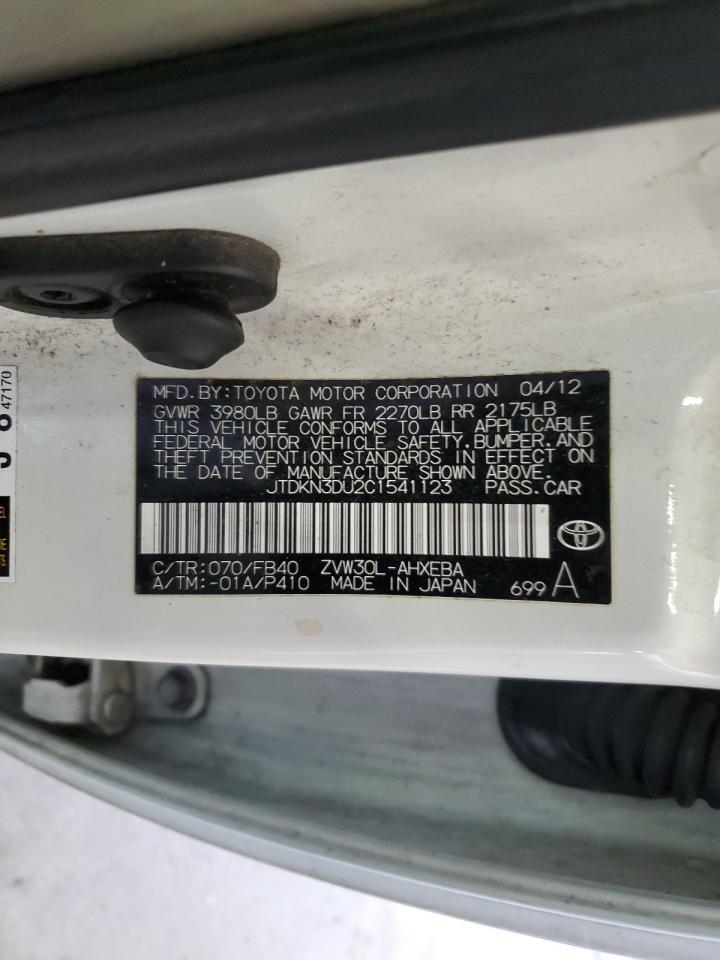 MFD. BY: TOYOTA MOTOR CORPORATION 04/12
GVWR 3980LB GAWR FR 2270LB RR 2175LB
THIS VEHICLE CONFORMS TO ALL APPLICABLE
FEDERAL MOTOR VEHICLE SAFETY, BUMPER, AND
THEFT PREVENTION STANDARDS IN EFFECT ON
THE DATE OF MANUFACTURE SHOWN ABOVE.
JTDKN3DU2C1541123 PASS. CAR
C/TR: 070/FB40 ZVW30L-AHXEBA
A/TM: -01A/P410 MADE IN JAPAN 699 A
47170